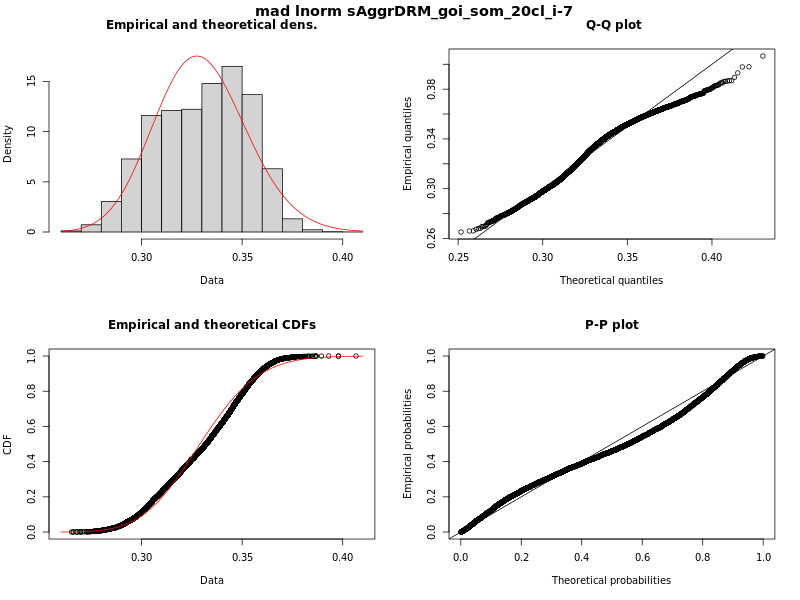 mad lnorm sAggrDRM_goi_som_20cl_i-7
Empirical and theoretical dens.
Density
0 5 10 15
0.30 0.35 0.40
Data
Q-Q plot
Empirical quantiles
0.26 0.30 0.34 0.38
0.25 0.30 0.35 0.40
Theoretical quantiles
Empirical and theoretical CDFs
CDF
0.0 0.2 0.4 0.6 0.8 1.0
0.30 0.35 0.40
Data
P-P plot
Empirical probabilities
0.0 0.2 0.4 0.6 0.8 1.0
0.0 0.2 0.4 0.6 0.8 1.0
Theoretical probabilities